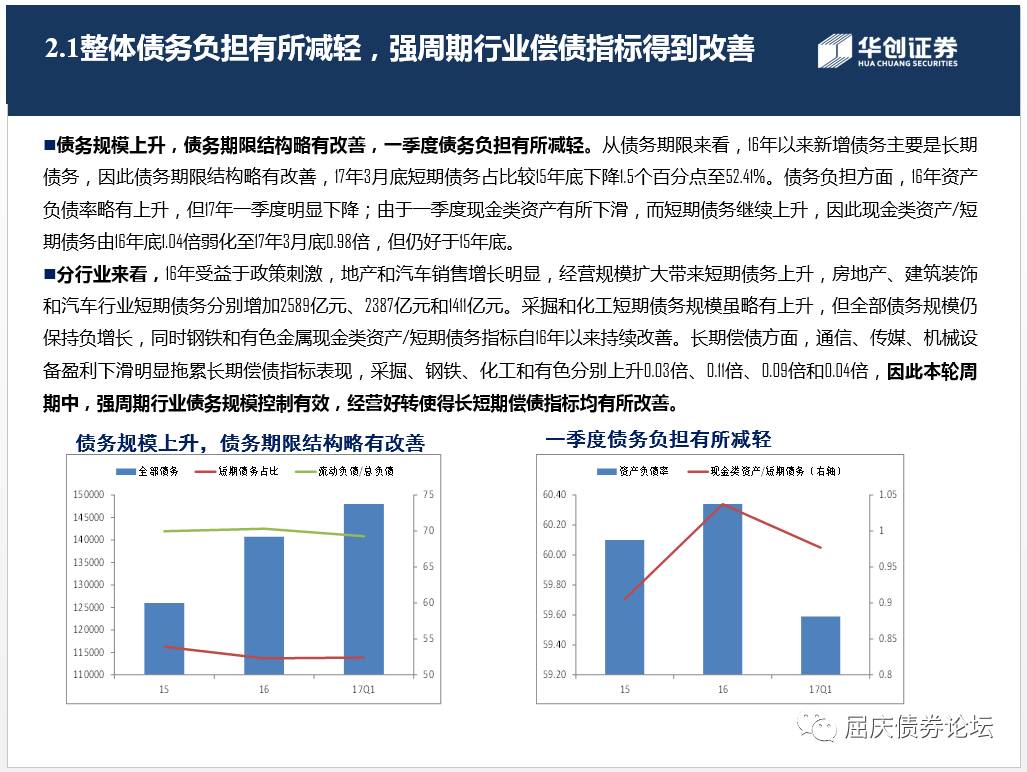 2.1整体债务负担有所减轻，强周期行业偿债指标得到改善
华创证券
HUA CHUANG SECURITIES
■债务规模上升，债务期限结构略有改善，一季度债务负担有所减轻。从债务期限来看，16年以来新增债务主要是长期
债务，因此债务期限结构略有改善，17年3月底短期债务占比较15年底下降1.5个百分点至52.41%。债务负担方面，16年资产
负债率略有上升，但17年一季度明显下降；由于一季度现金类资产有所下滑，而短期债务继续上升，因此现金类资产/短
期债务由16年底1.04倍弱化至17年3月底0.98倍，但仍好于15年底。
■分行业来看，16年受益于政策刺激，地产和汽车销售增长明显，经营规模扩大带来短期债务上升，房地产、建筑装饰
和汽车行业短期债务分别增加2589亿元、2387亿元和1411亿元。采掘和化工短期债务规模虽略有上升，但全部债务规模仍
保持负增长，同时钢铁和有色金属现金类资产/短期债务指标自16年以来持续改善。长期偿债方面，通信、传媒、机械设
备盈利下滑明显拖累长期偿债指标表现，采掘、钢铁、化工和有色分别上升0.03倍、0.11倍、0.09倍和0.04倍，因此本轮周
期中，强周期行业债务规模控制有效，经营好转使得长短期偿债指标均有所改善。
债务规模上升，债务期限结构略有改善
全部债务 短期债务占比 流动负债/总负债
150000
145000
140000
135000
130000
125000
120000
115000
110000
75
70
65
60
55
50
15 16 17Q1
一季度债务负担有所减轻
资产负债率 现金类资产/短期债务（右轴）
60.40
60.20
60.00
59.80
59.60
59.40
59.20
1.05
1
0.95
0.9
0.85
0.8
15 16 17Q1
屈庆债券论坛